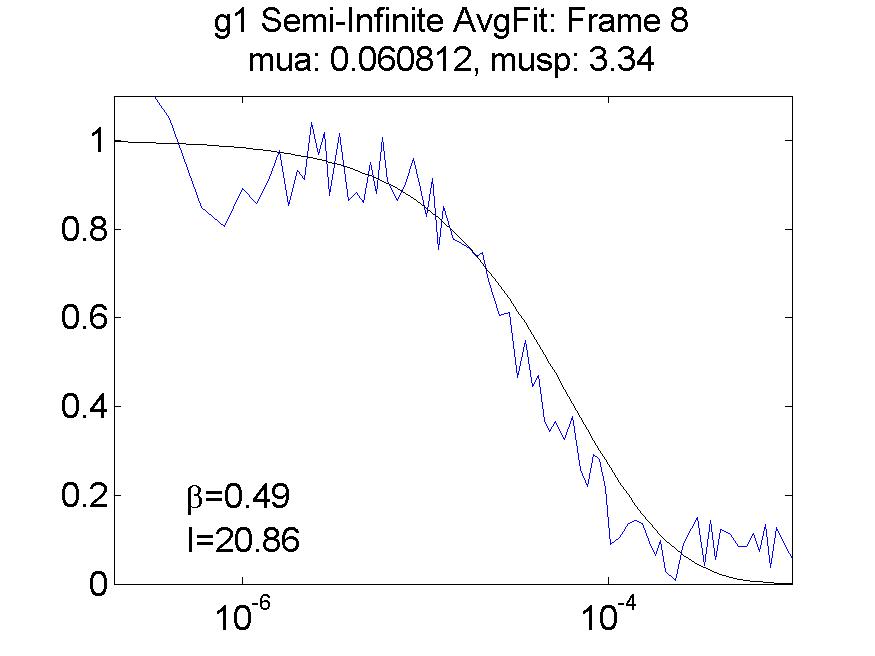 g1 Semi-Infinite AvgFit: Frame 8
mua: 0.060812, musp: 3.34
1
0.8
0.6
0.4
0.2
0
β=0.49
I=20.86
10^-6
10^-4